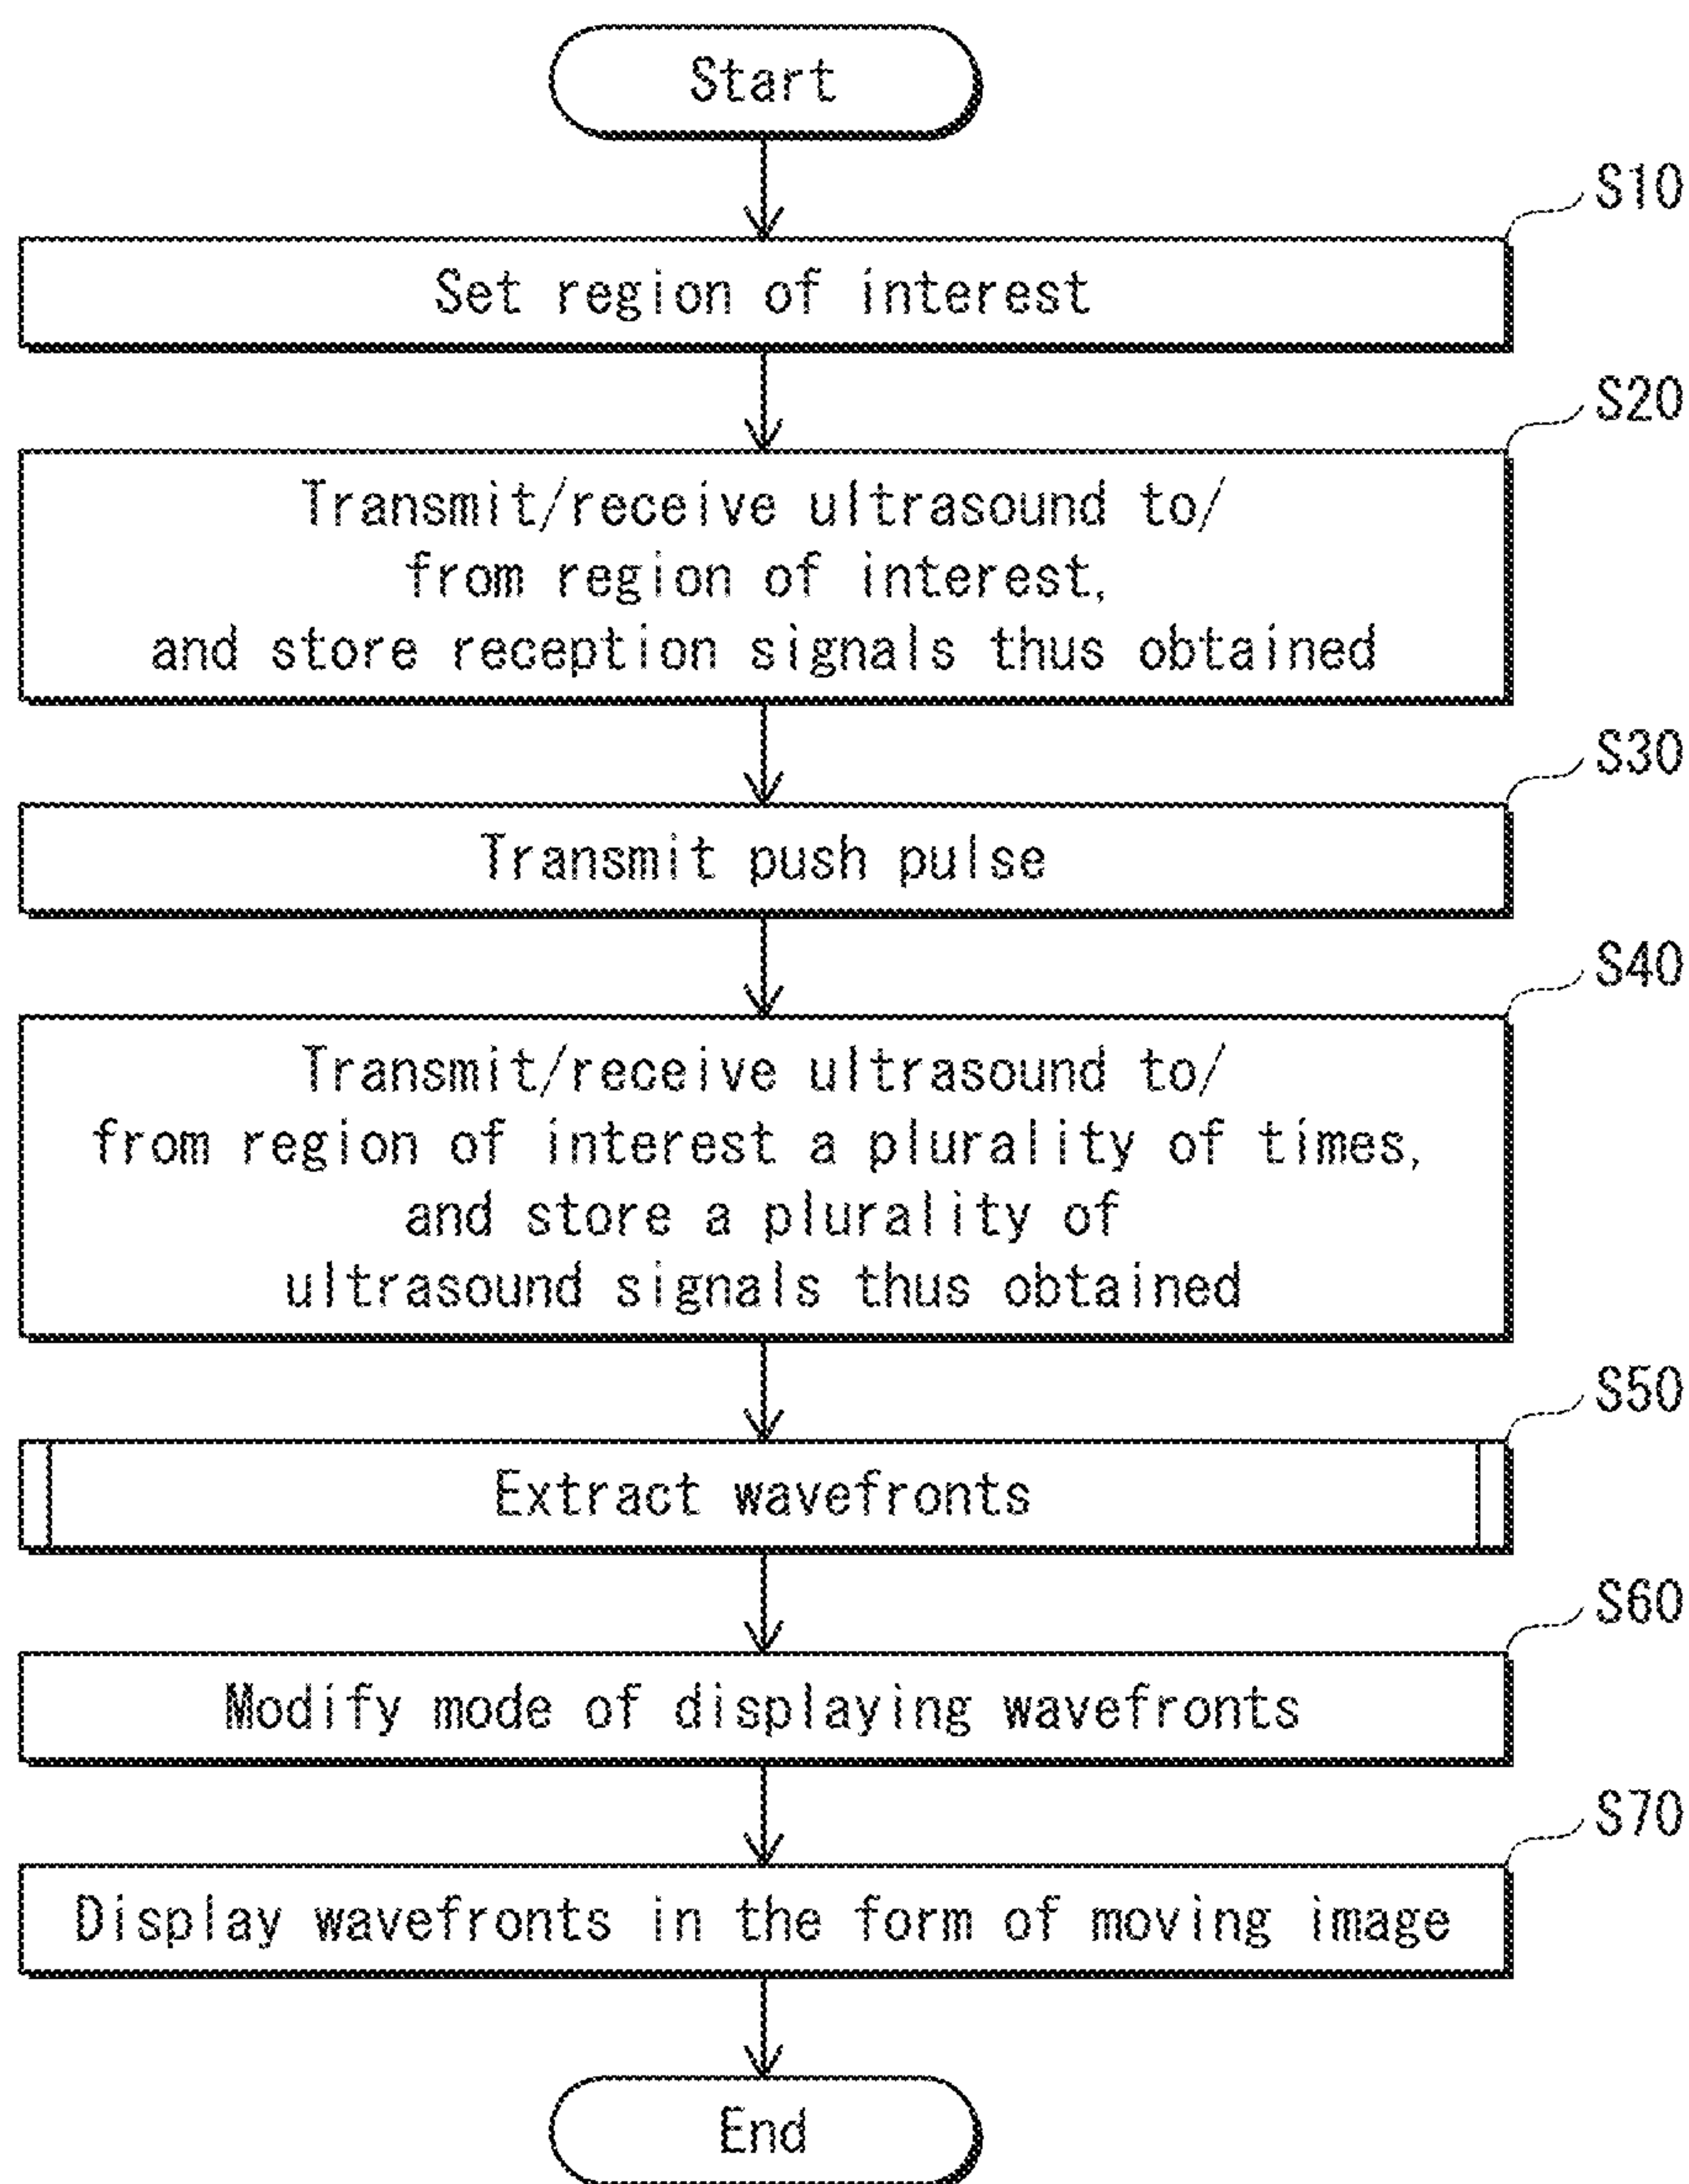 Start
S10
Set region of interest
S20
Transmit/receive ultrasound to/
from region of interest,
and store reception signals thus obtained
S30
Transmit push pulse
S40
Transmit/receive ultrasound to/
from region of interest a plurality of times,
and store a plurality of
ultrasound signals thus obtained
S50
Extract wavefronts
S60
Modify mode of displaying wavefronts
S70
Display wavefronts in the form of moving image
End